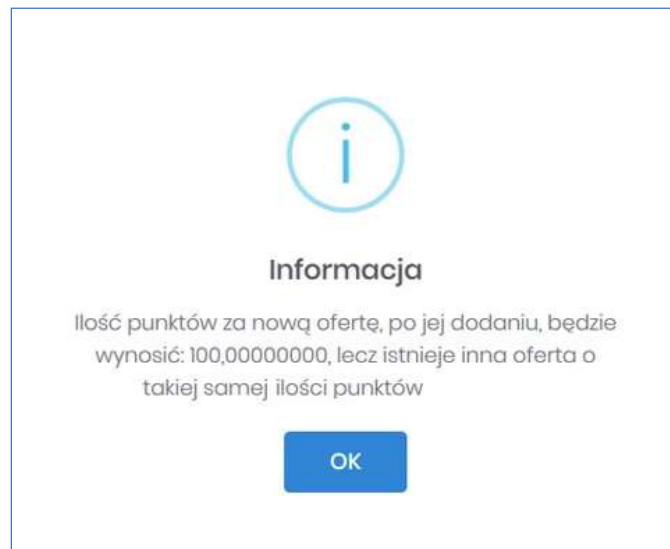 Informacja
Ilość punktów za nową ofertę, po jej dodaniu, będzie
wynosić: 100,00000000, lecz istnieje inna oferta o
takiej samej ilości punktów
OK